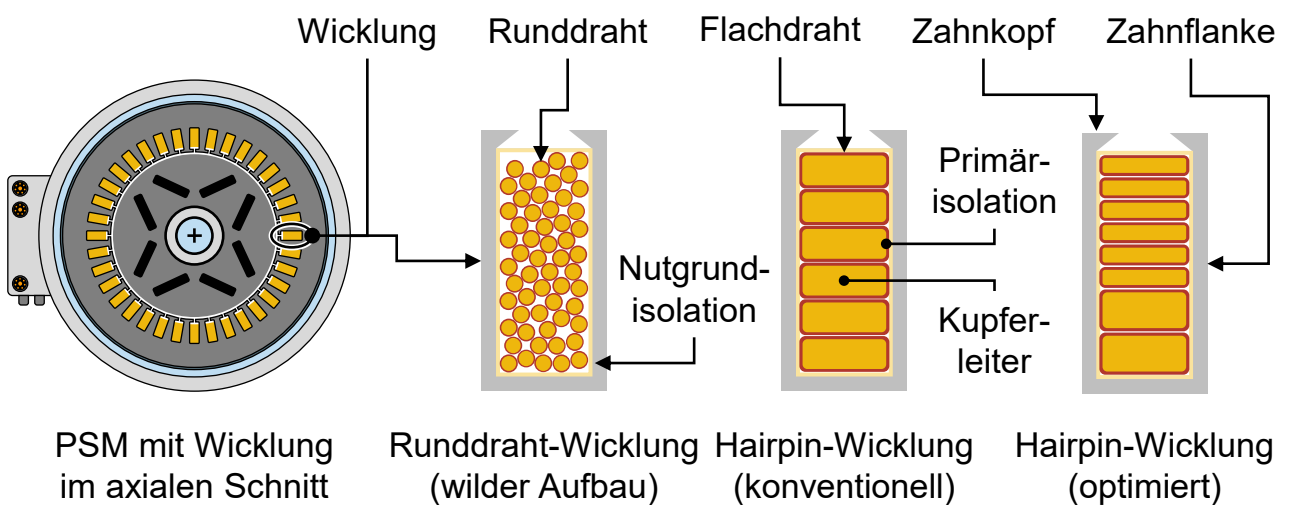 Wicklung
Runddraht
Flachdraht
Zahnkopf
Zahnflanke
Primär-
isolation
Nutgrund-
isolation
Kupfer-
leiter
PSM mit Wicklung
im axialen Schnitt
Runddraht-Wicklung
(wilder Aufbau)
Hairpin-Wicklung
(konventionell)
Hairpin-Wicklung
(optimiert)